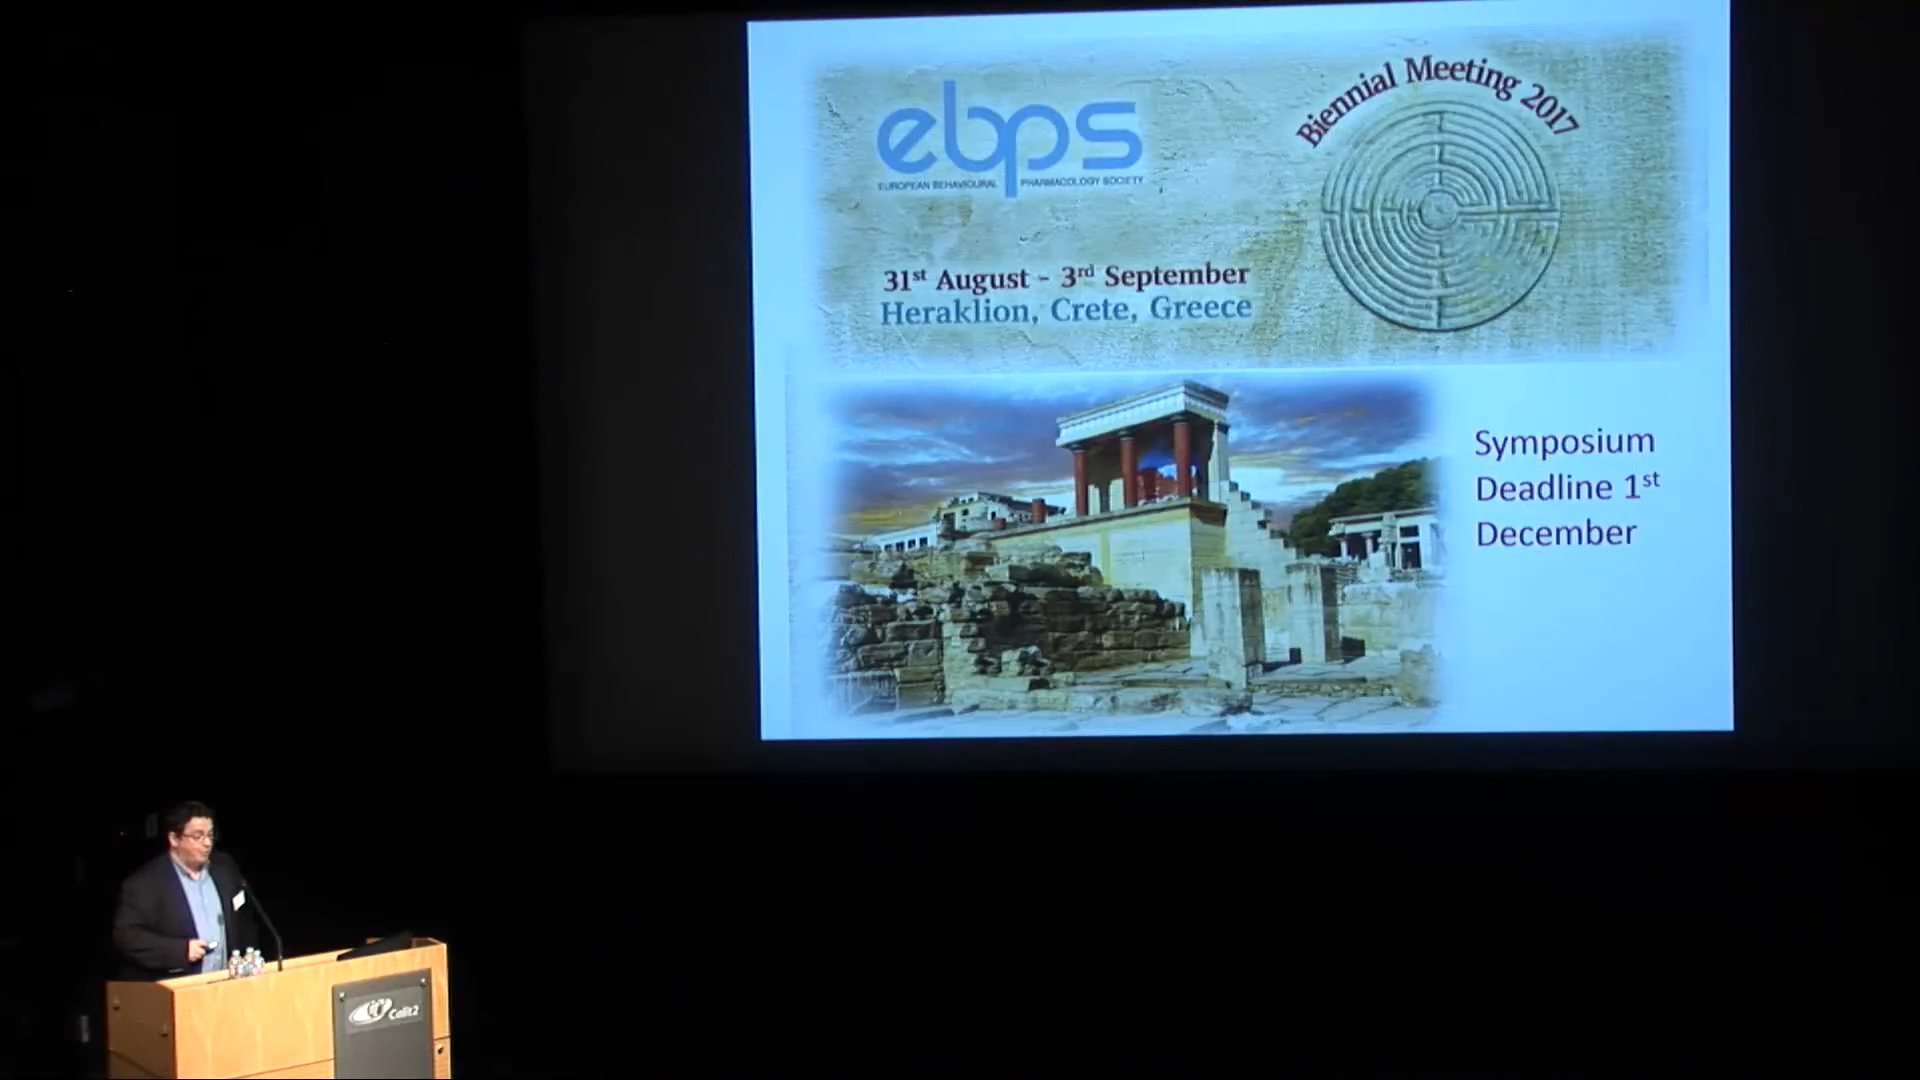 ebps
EUROPEAN BEHAVIOURAL PHARMACOLOGY SOCIETY
Biennial Meeting 2017
31st August - 3rd September
Heraklion, Crete, Greece
Symposium
Deadline 1st
December
Calit2